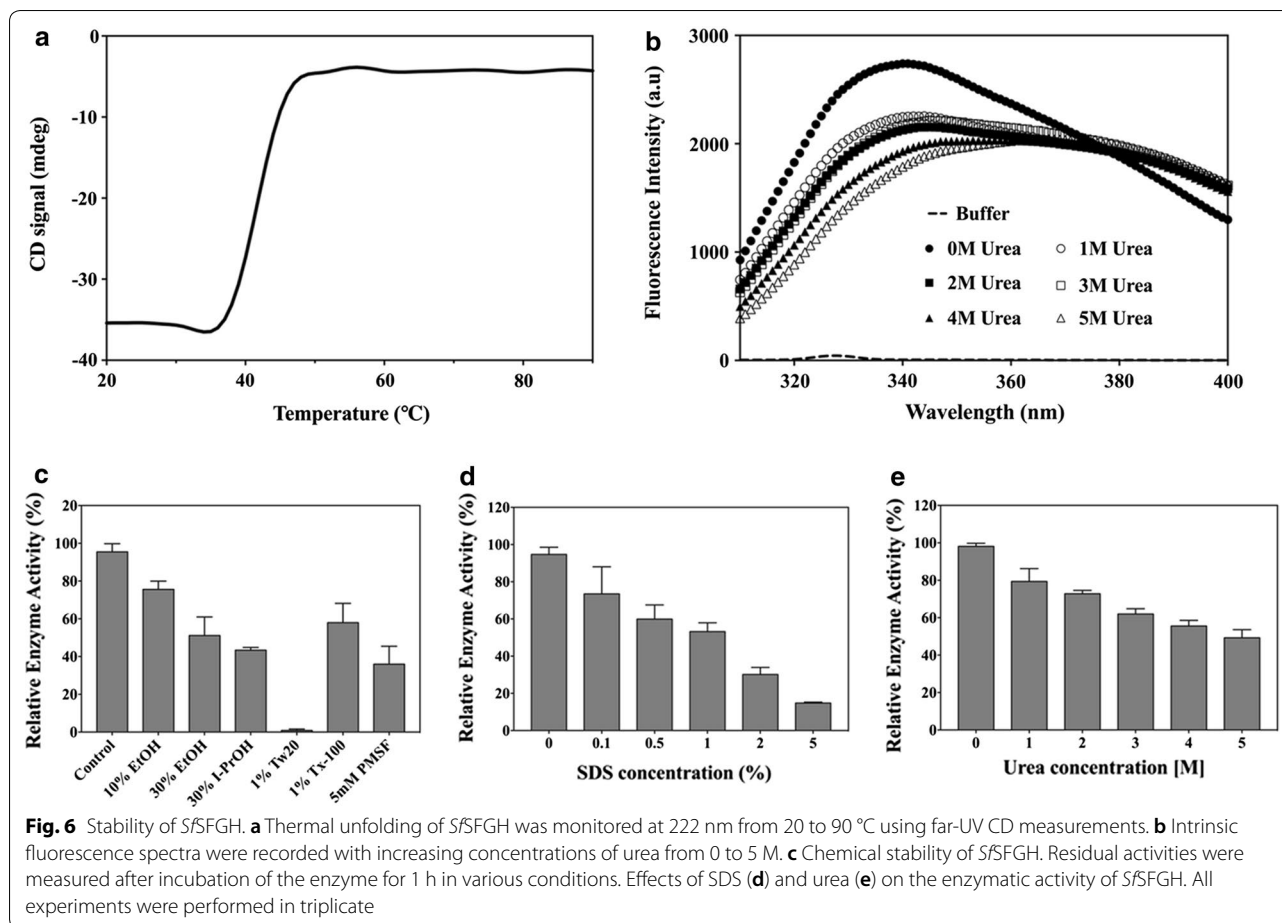 a
CD signal (mdeg)
0
-10
-20
-30
-40
20 40 60 80
Temperature (°C)
b
Fluorescence Intensity (a.u)
3000
2000
1000
0
Buffer
0M Urea 1M Urea
2M Urea 3M Urea
4M Urea 5M Urea
320 340 360 380 400
Wavelength (nm)
c
Relative Enzyme Activity (%)
20
100
80
60
40
20
0
Control 10% EtOH 30% EtOH 30% I-PrOH 1% Tw20 1% Tx-100 5mM PMSF
d
Relative Enzyme Activity (%)
120
100
80
60
40
20
0
0 0.1 0.5 1 2 5
SDS concentration (%)
e
Relative Enzyme Activity (%)
120
100
80
60
40
20
0
0 1 2 3 4 5
Urea concentration [M]
Fig. 6 Stability of SfSFGH. a Thermal unfolding of SfSFGH was monitored at 222 nm from 20 to 90 °C using far-UV CD measurements. b Intrinsic
fluorescence spectra were recorded with increasing concentrations of urea from 0 to 5 M. c Chemical stability of SfSFGH. Residual activities were
measured after incubation of the enzyme for 1 h in various conditions. Effects of SDS (d) and urea (e) on the enzymatic activity of SfSFGH. All
experiments were performed in triplicate